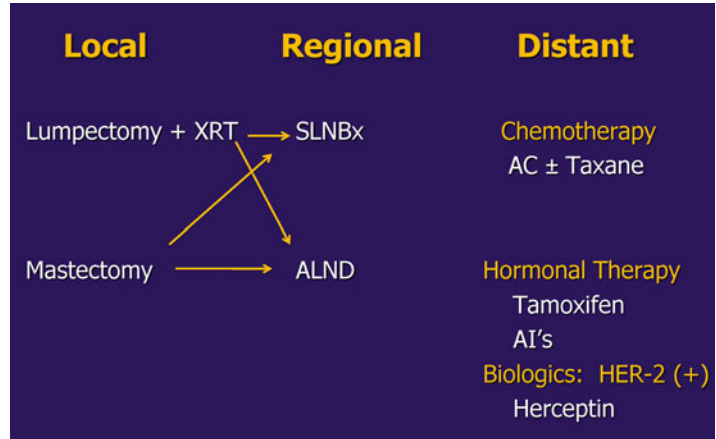 Local Regional Distant
Lumpectomy + XRT SLNBx Chemotherapy
AC ± Taxane
Mastectomy ALND Hormonal Therapy
Tamoxifen
AI's
Biologics: HER-2 (+)
Herceptin